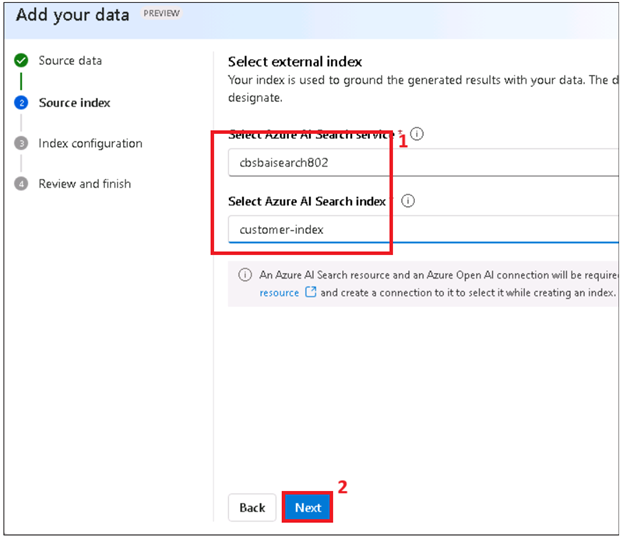 Add your data PREVIEW
Source data
2 Source index
3 Index configuration
4 Review and finish
Select external index
Your index is used to ground the generated results with your data. The d
designate.
Select Azure AI Search service * 1
cbsbaisearch802
Select Azure AI Search index
customer-index
An Azure AI Search resource and an Azure Open AI connection will be require
resource and create a connection to it to select it while creating an index.
2
Back Next